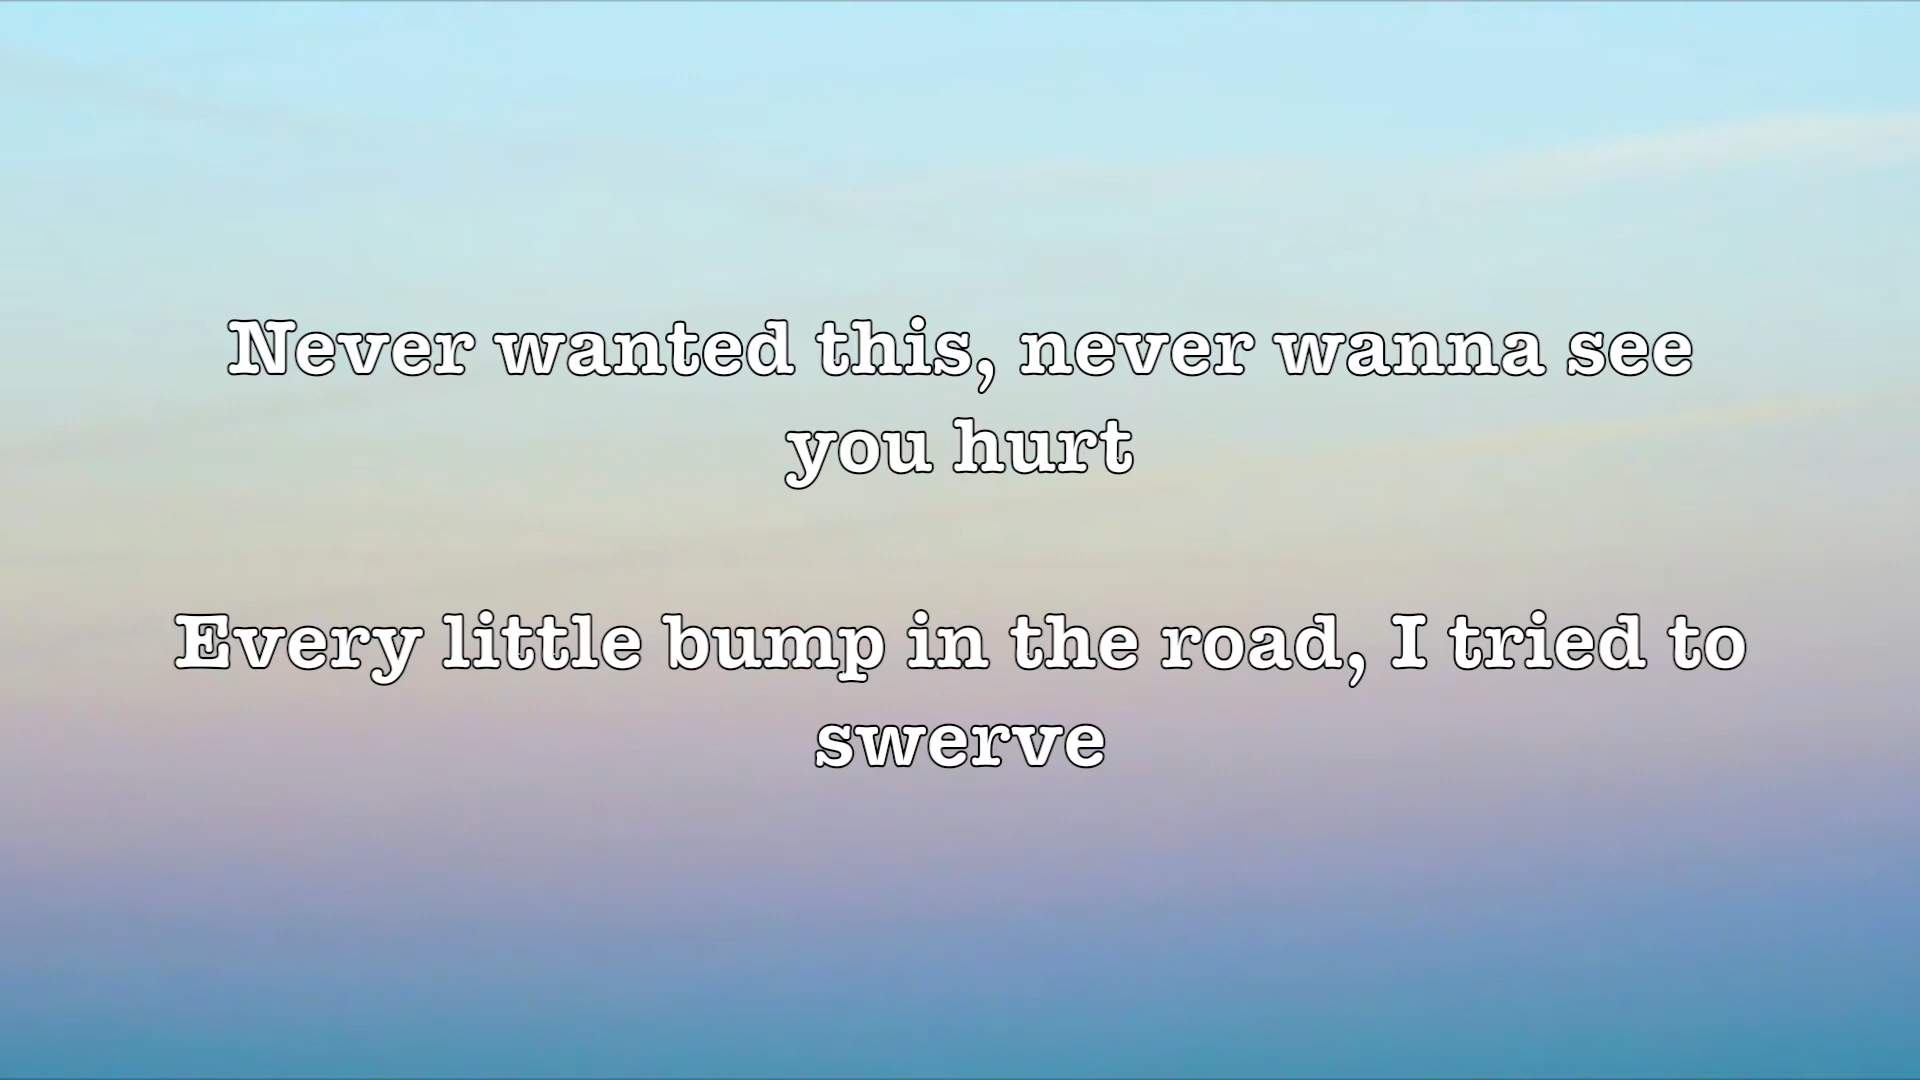 Never wanted this, never wanna see
you hurt
Every little bump in the road, I tried to
swerve